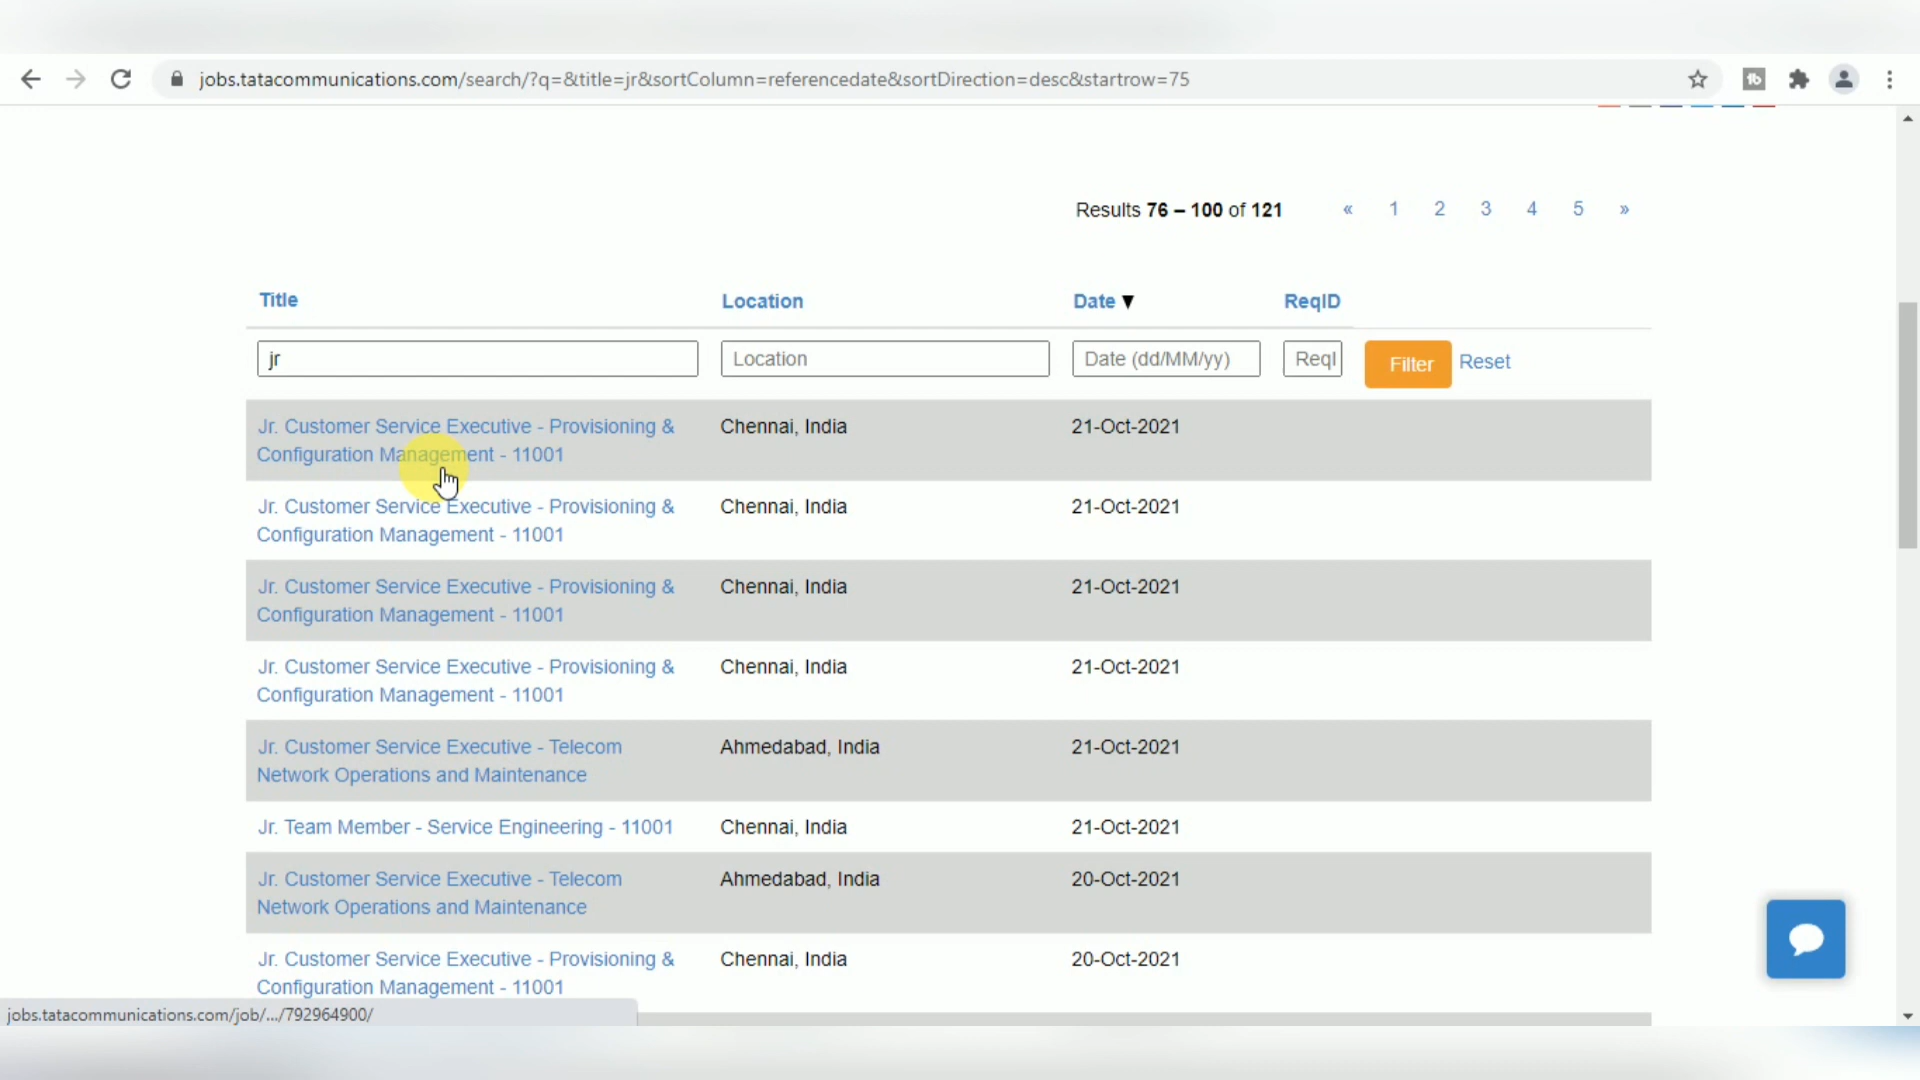 jobs.tatacommunications.com/search/?q=&title=jr&sortColumn=referencedate&sortDirection=desc&startrow=75
Results 76 – 100 of 121 « 1 2 3 4 5 »
Title Location Date ▼ ReqID
jr Location Date (dd/MM/yy) ReqI Filter Reset
Jr. Customer Service Executive - Provisioning & Chennai, India 21-Oct-2021
Configuration Management - 11001
Jr. Customer Service Executive - Provisioning & Chennai, India 21-Oct-2021
Configuration Management - 11001
Jr. Customer Service Executive - Provisioning & Chennai, India 21-Oct-2021
Configuration Management - 11001
Jr. Customer Service Executive - Provisioning & Chennai, India 21-Oct-2021
Configuration Management - 11001
Jr. Customer Service Executive - Telecom Ahmedabad, India 21-Oct-2021
Network Operations and Maintenance
Jr. Team Member - Service Engineering - 11001 Chennai, India 21-Oct-2021
Jr. Customer Service Executive - Telecom Ahmedabad, India 20-Oct-2021
Network Operations and Maintenance
Jr. Customer Service Executive - Provisioning & Chennai, India 20-Oct-2021
Configuration Management - 11001
jobs.tatacommunications.com/job/.../792964900/